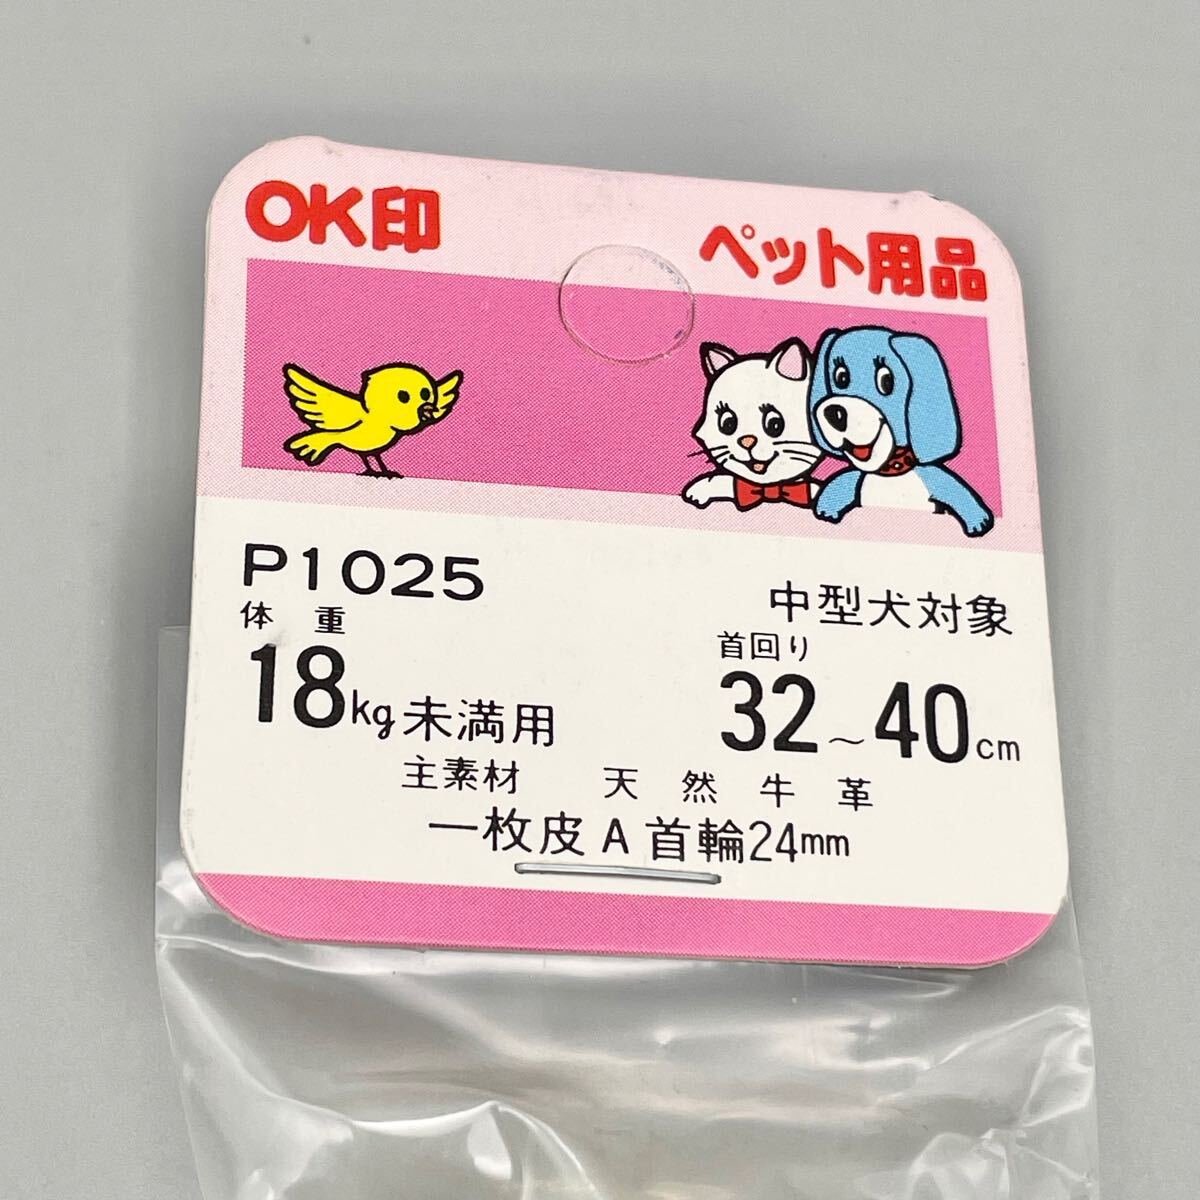 OK印
ペット用品
P1025
中型犬対象
体重
首回り
18kg未満用
32～40cm
主素材 天然牛革
一枚皮A首輪24mm